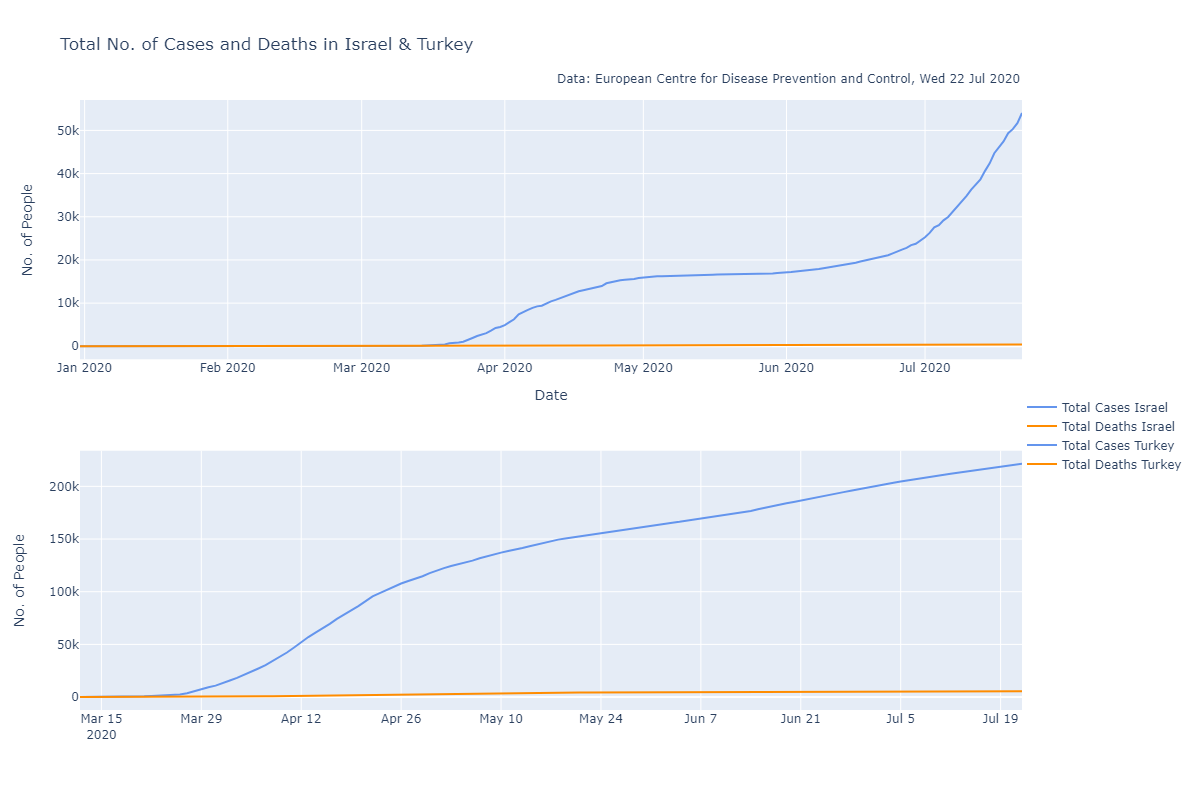 Total No. of Cases and Deaths in Israel & Turkey
Data: European Centre for Disease Prevention and Control, Wed 22 Jul 2020
No. of People
50k
40k
30k
20k
10k
0
Jan 2020 Feb 2020 Mar 2020 Apr 2020 May 2020 Jun 2020 Jul 2020
Date
Total Cases Israel
Total Deaths Israel
Total Cases Turkey
Total Deaths Turkey
No. of People
200k
150k
100k
50k
0
Mar 15 Mar 29 Apr 12 Apr 26 May 10 May 24 Jun 7 Jun 21 Jul 5 Jul 19
2020